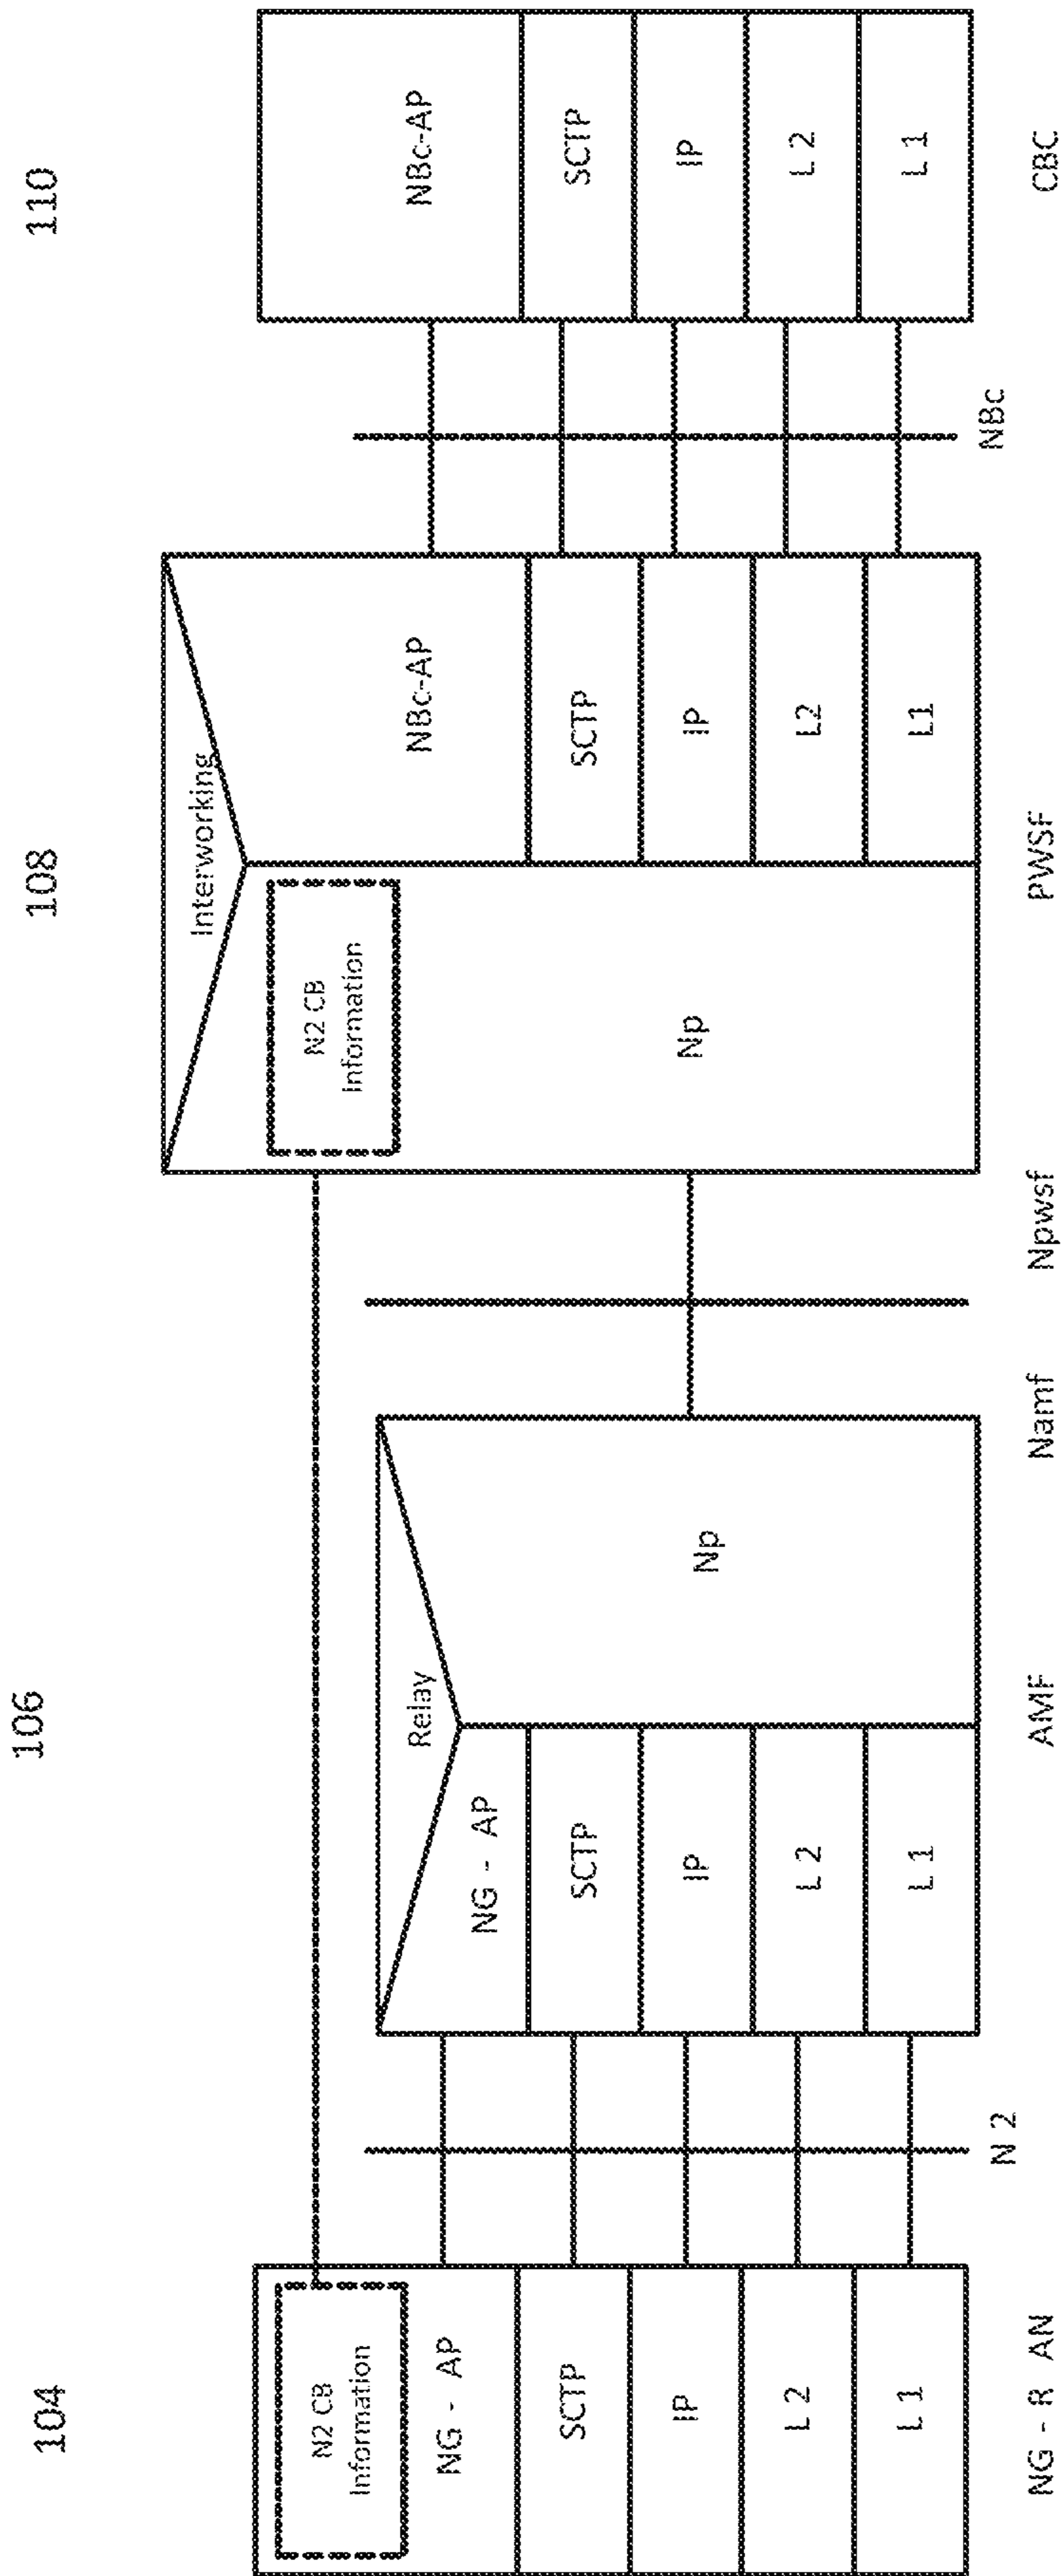 104
106
108
110
N2 CB
Information
NG - AP
SCTP
IP
L 2
L 1
NG - R AN
N 2
Relay
NG - AP
SCTP
IP
L 2
L 1
Np
AMF
Namf
Npwsf
Interworking
N2 CB
Information
Np
NBc-AP
SCTP
IP
L2
L1
PWSF
NBc
NBc-AP
SCTP
IP
L 2
L 1
CBC